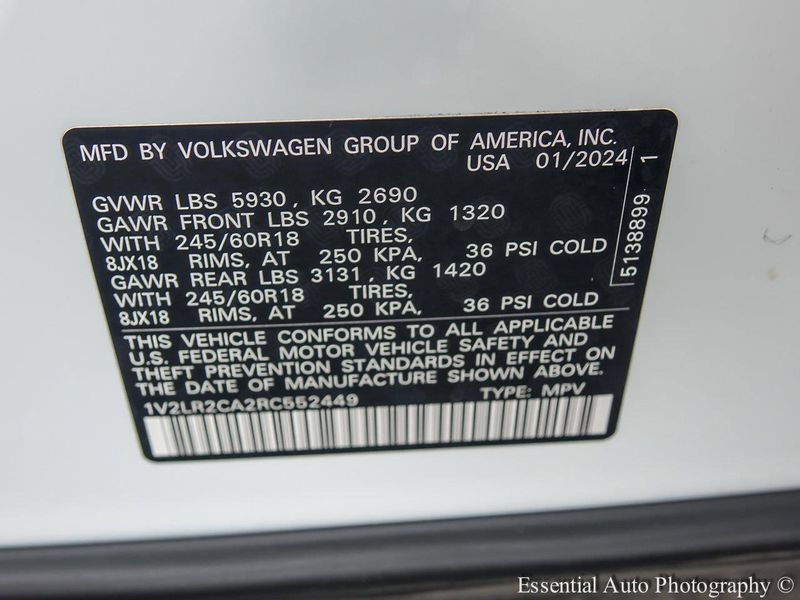 MFD BY VOLKSWAGEN GROUP OF AMERICA, INC.
USA 01/2024
GVWR LBS 5930, KG 2690
GAWR FRONT LBS 2910, KG 1320
WITH 245/60R18 TIRES,
8JX18 RIMS, AT 250 KPA, 36 PSI COLD
GAWR REAR LBS 3131, KG 1420
WITH 245/60R18 TIRES,
8JX18 RIMS, AT 250 KPA, 36 PSI COLD
THIS VEHICLE CONFORMS TO ALL APPLICABLE
U.S. FEDERAL MOTOR VEHICLE SAFETY AND
THEFT PREVENTION STANDARDS IN EFFECT ON
THE DATE OF MANUFACTURE SHOWN ABOVE.
1V2LR2CA2RC552449 TYPE: MPV
5138899 1
Essential Auto Photography ©